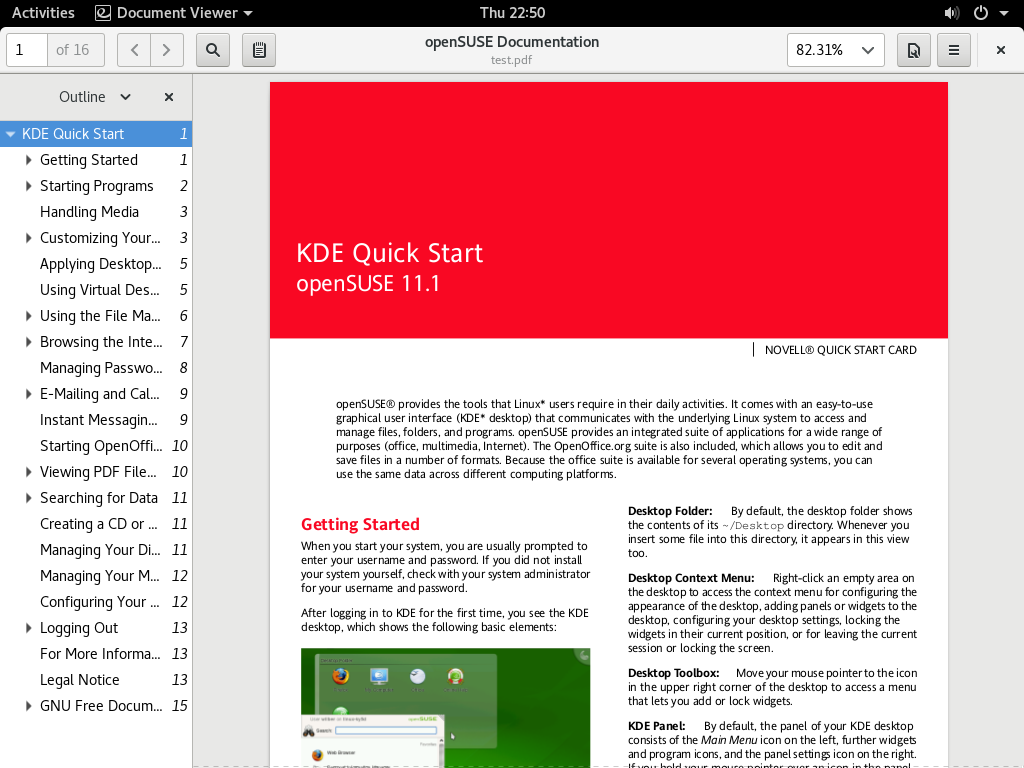 Activities
Document Viewer
Thu 22:50
1
of 16
openSUSE Documentation
test.pdf
82.31%
Outline
KDE Quick Start 1
Getting Started 1
Starting Programs 2
Handling Media 3
Customizing Your... 3
Applying Desktop... 5
Using Virtual Des... 5
Using the File Ma... 6
Browsing the Inte... 7
Managing Passwo... 8
E-Mailing and Cal... 9
Instant Messagin... 9
Starting OpenOffi... 10
Viewing PDF File... 10
Searching for Data 11
Creating a CD or ... 11
Managing Your Di... 11
Managing Your M... 12
Configuring Your ... 12
Logging Out 13
For More Informa... 13
Legal Notice 13
GNU Free Docum... 15
KDE Quick Start
openSUSE 11.1
NOVELL® QUICK START CARD
openSUSE® provides the tools that Linux* users require in their daily activities. It comes with an easy-to-use
graphical user interface (KDE* desktop) that communicates with the underlying Linux system to access and
manage files, folders, and programs. openSUSE provides an integrated suite of applications for a wide range of
purposes (office, multimedia, Internet). The OpenOffice.org suite is also included, which allows you to edit and
save files in a number of formats. Because the office suite is available for several operating systems, you can
use the same data across different computing platforms.
Getting Started
When you start your system, you are usually prompted to
enter your username and password. If you did not install
your system yourself, check with your system administrator
for your username and password.
After logging in to KDE for the first time, you see the KDE
desktop, which shows the following basic elements:
openSUSE
Search:
Favorites
Web Browser
Desktop Folder: By default, the desktop folder shows
the contents of its ~/Desktop directory. Whenever you
insert some file into this directory, it appears in this view
too.
Desktop Context Menu: Right-click an empty area on
the desktop to access the context menu for configuring the
appearance of the desktop, adding panels or widgets to the
desktop, configuring your desktop settings, locking the
widgets in their current position, or for leaving the current
session or locking the screen.
Desktop Toolbox: Move your mouse pointer to the icon
in the upper right corner of the desktop to access a menu
that lets you add or lock widgets.
KDE Panel: By default, the panel of your KDE desktop
consists of the Main Menu icon on the left, further widgets
and program icons, and the panel settings icon on the right.
If you hold your mouse pointer over an icon in the panel,